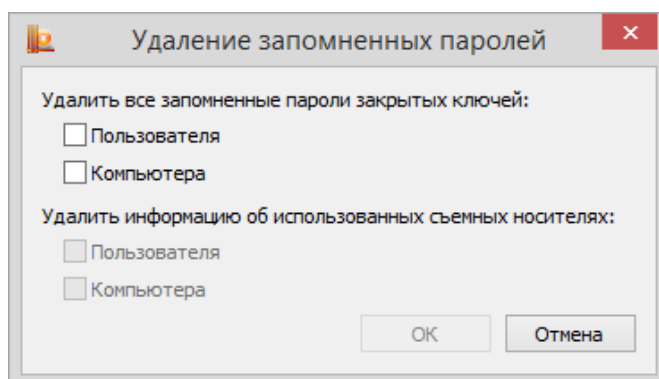 Удаление запомненных паролей
Удалить все запомненные пароли закрытых ключей:
Пользователя
Компьютера
Удалить информацию об использованных съемных носителях:
Пользователя
Компьютера
ОК Отмена